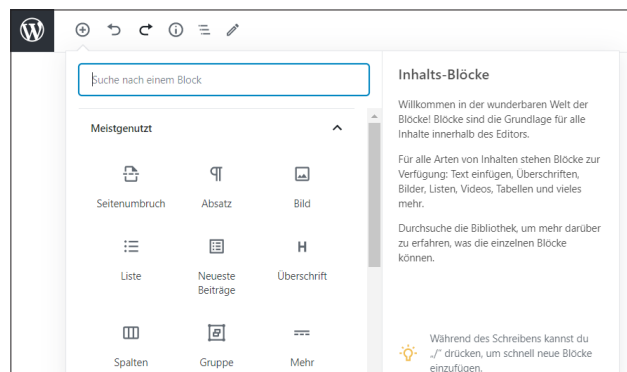 Suche nach einem Block
Meistgenutzt
Seitenumbruch
Absatz
Bild
Liste
Neueste
Beiträge
Überschrift
Spalten
Gruppe
Mehr
Inhalts-Blöcke
Willkommen in der wunderbaren Welt der
Blöcke! Blöcke sind die Grundlage für alle
Inhalte innerhalb des Editors.
Für alle Arten von Inhalten stehen Blöcke zur
Verfügung: Text einfügen, Überschriften,
Bilder, Listen, Videos, Tabellen und vieles
mehr.
Durchsuche die Bibliothek, um mehr darüber
zu erfahren, was die einzelnen Blöcke
können.
Während des Schreibens kannst du
„/“ drücken, um schnell neue Blöcke
einzufügen.